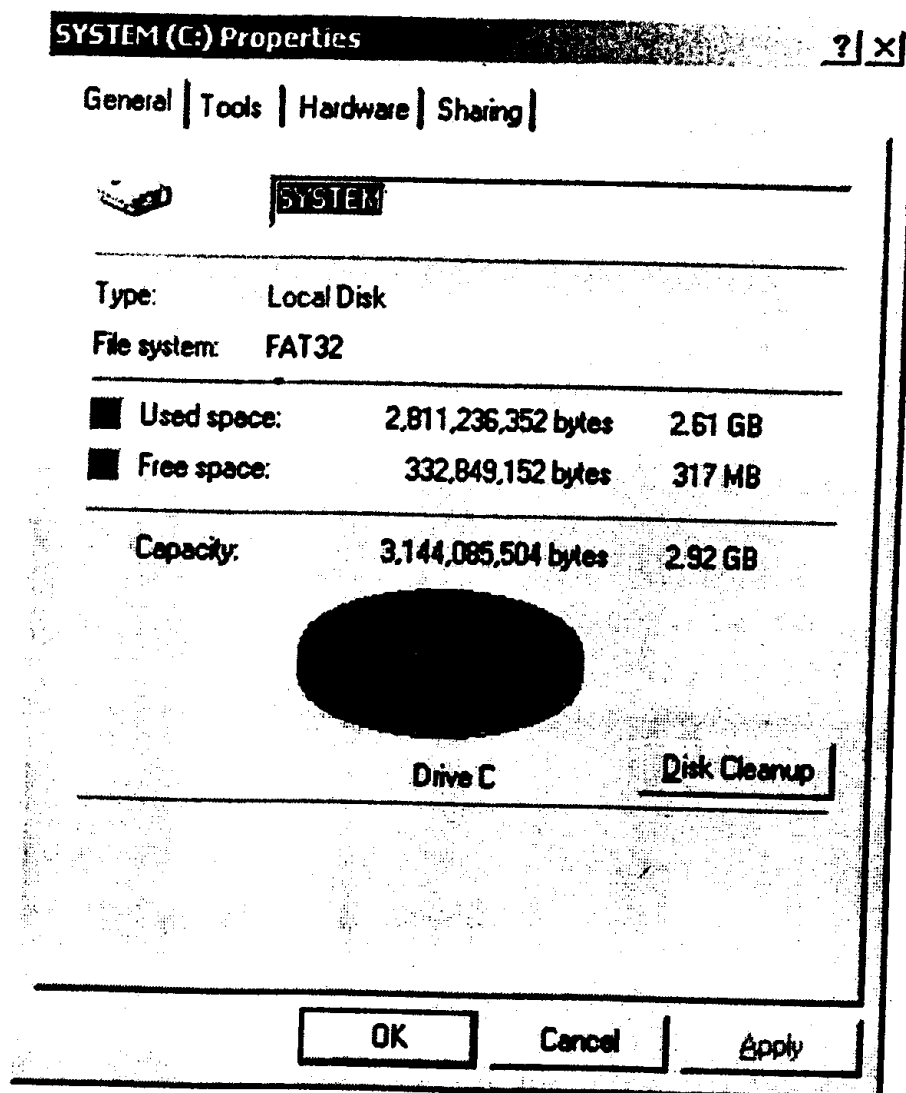 SYSTEM (C:) Properties ? ×
General Tools Hardware Sharing
SYSTEM
Type: Local Disk
File system: FAT32
Used space: 2,811,236,352 bytes 2.61 GB
Free space: 332,849,152 bytes 317 MB
Capacity: 3,144,085,504 bytes 2.92 GB
Drive C
Disk Cleanup
OK Cancel Apply